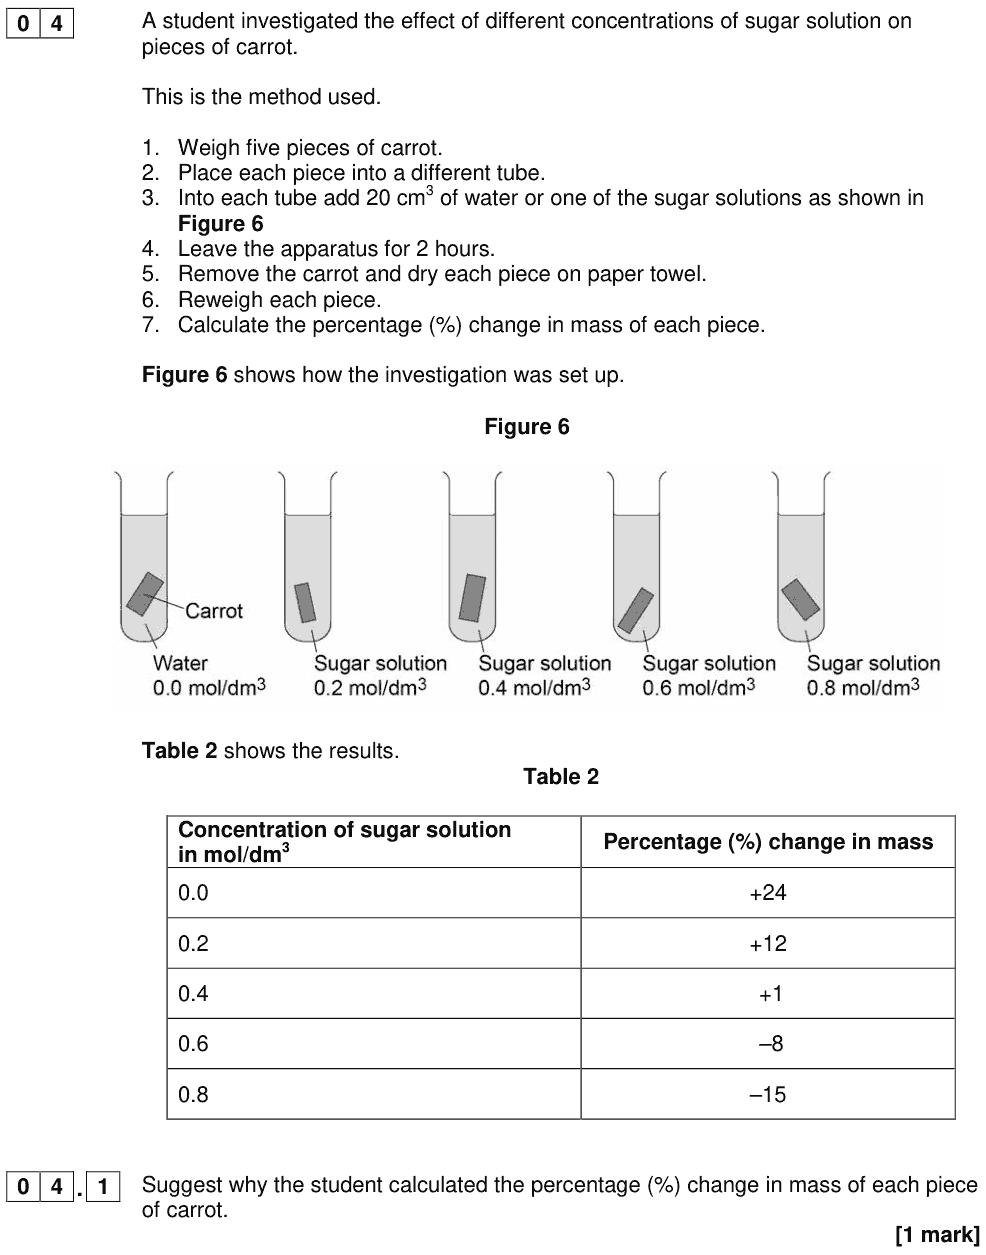 0 4 A student investigated the effect of different concentrations of sugar solution on
pieces of carrot.
This is the method used.
1. Weigh five pieces of carrot.
2. Place each piece into a different tube.
3. Into each tube add 20 cm³ of water or one of the sugar solutions as shown in
Figure 6
4. Leave the apparatus for 2 hours.
5. Remove the carrot and dry each piece on paper towel.
6. Reweigh each piece.
7. Calculate the percentage (%) change in mass of each piece.
Figure 6 shows how the investigation was set up.
Figure 6
Carrot
Water Sugar solution Sugar solution Sugar solution Sugar solution
0.0 mol/dm³ 0.2 mol/dm³ 0.4 mol/dm³ 0.6 mol/dm³ 0.8 mol/dm³
Table 2 shows the results.
Table 2
Concentration of sugar solution
in mol/dm³ Percentage (%) change in mass
0.0 +24
0.2 +12
0.4 +1
0.6 –8
0.8 –15
0 4 . 1 Suggest why the student calculated the percentage (%) change in mass of each piece
of carrot.
[1 mark]